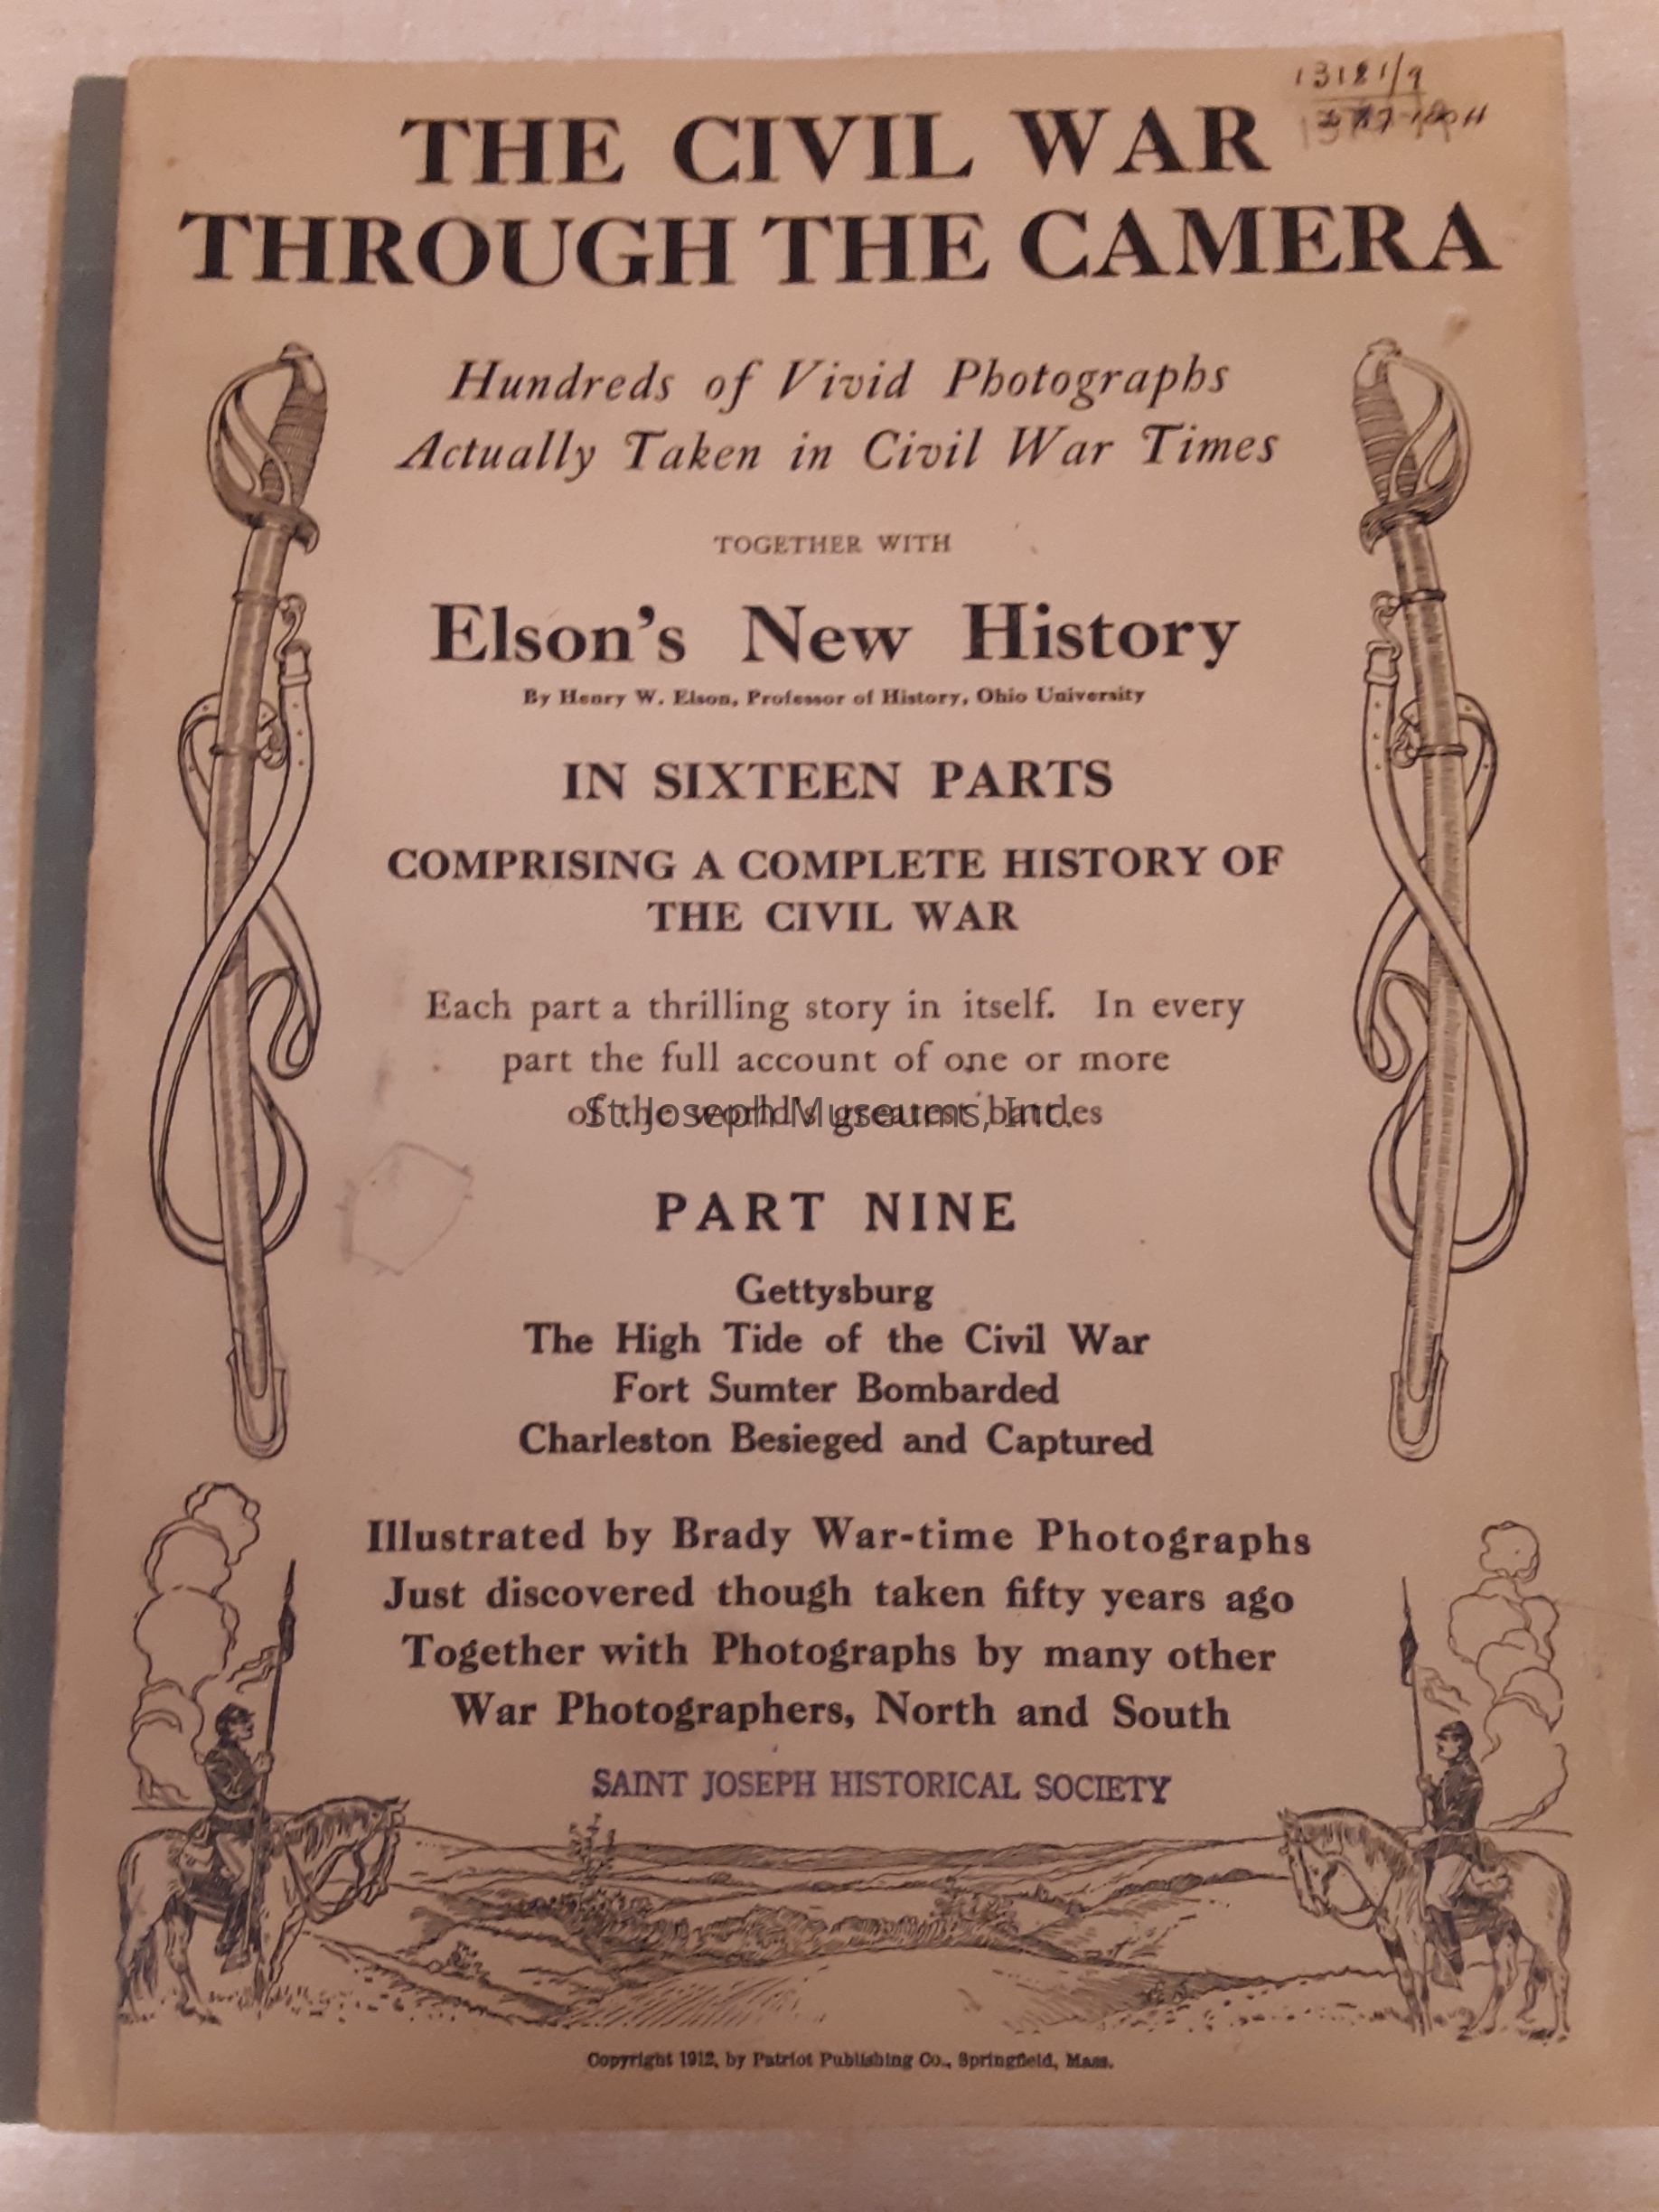 13181/9
THE CIVIL WAR
THROUGH THE CAMERA
Hundreds of Vivid Photographs
Actually Taken in Civil War Times
TOGETHER WITH
Elson's New History
By Henry W. Elson, Professor of History, Ohio University
IN SIXTEEN PARTS
COMPRISING A COMPLETE HISTORY OF
THE CIVIL WAR
Each part a thrilling story in itself. In every
part the full account of one or more
of the world's greatest battles
St. Joseph Museums, Inc.
PART NINE
Gettysburg
The High Tide of the Civil War
Fort Sumter Bombarded
Charleston Besieged and Captured
Illustrated by Brady War-time Photographs
Just discovered though taken fifty years ago
Together with Photographs by many other
War Photographers, North and South
SAINT JOSEPH HISTORICAL SOCIETY
Copyright 1912, by Patriot Publishing Co., Springfield, Mass.